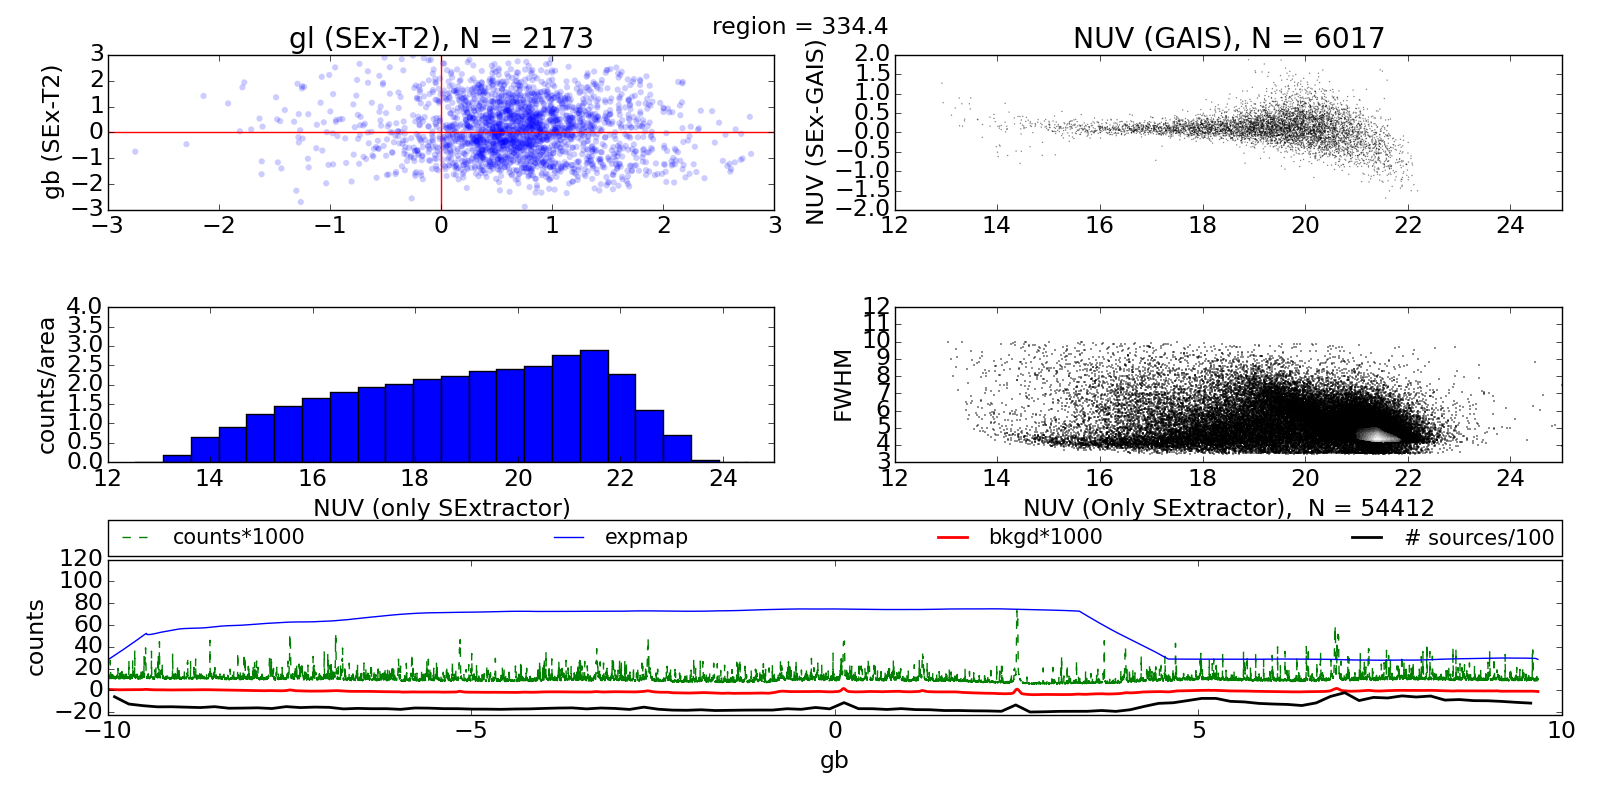 region = 334.4
gl (SEx-T2), N = 2173
gb (SEx-T2)
3
2
1
0
−1
−2
−3
−3 −2 −1 0 1 2 3
NUV (GAIS), N = 6017
NUV (SEx-GAIS)
2.0
1.5
1.0
0.5
0.0
−0.5
−1.0
−1.5
−2.0
12 14 16 18 20 22 24
counts/area
4.0
3.5
3.0
2.5
2.0
1.5
1.0
0.5
0.0
12 14 16 18 20 22 24
NUV (only SExtractor)
FWHM
12
11
10
9
8
7
6
5
4
3
12 14 16 18 20 22 24
NUV (Only SExtractor), N = 54412
counts*1000 expmap bkgd*1000 # sources/100
counts
120
100
80
60
40
20
0
−20
−10 −5 0 5 10
gb